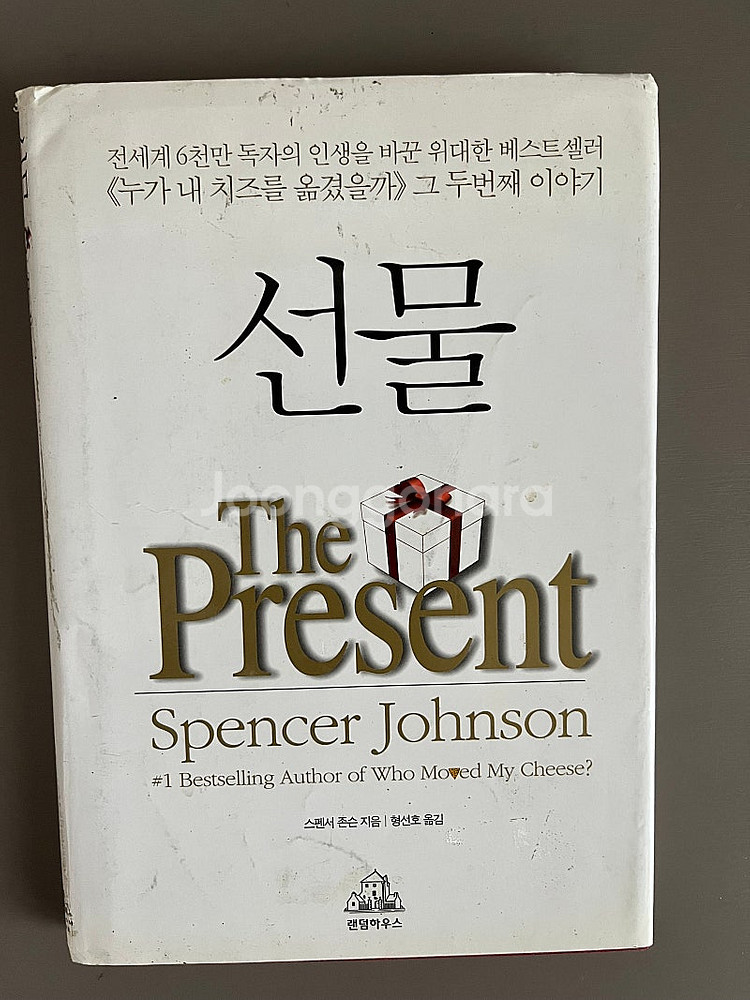 전세계 6천만 독자의 인생을 바꾼 위대한 베스트셀러
《누가 내 치즈를 옮겼을까》 그 두번째 이야기
선물
Joonggonara
The
Present
Spencer Johnson
#1 Bestselling Author of Who Moved My Cheese?
스펜서 존슨 지음 | 형선호 옮김
랜덤하우스